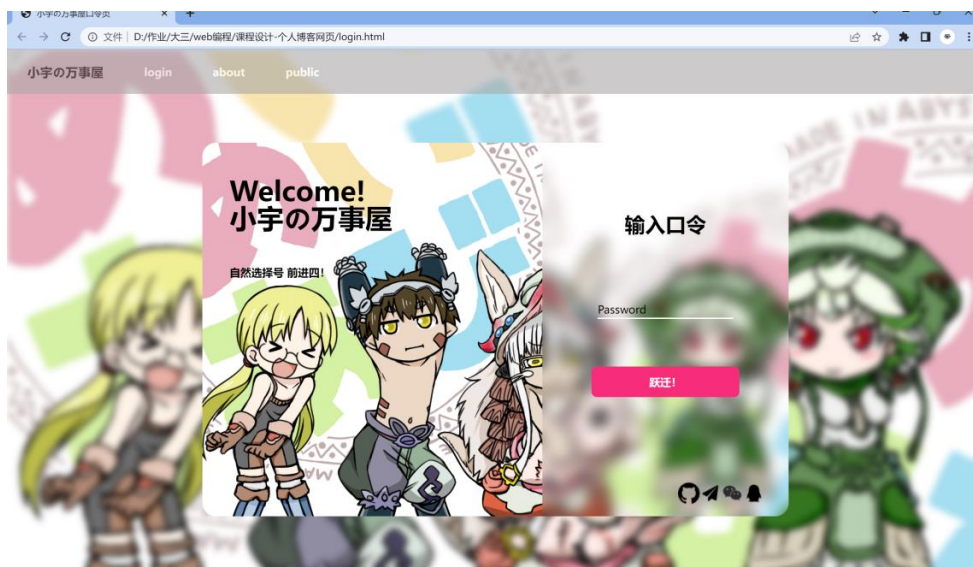 小宇の万事屋口令页
文件 D:/作业/大三/web编程/课程设计-个人博客网页/login.html
小宇の万事屋 login about public
MADE IN ABYS
Welcome!
小宇の万事屋
自然选择号 前进四!
输入口令
Password
跃迁!